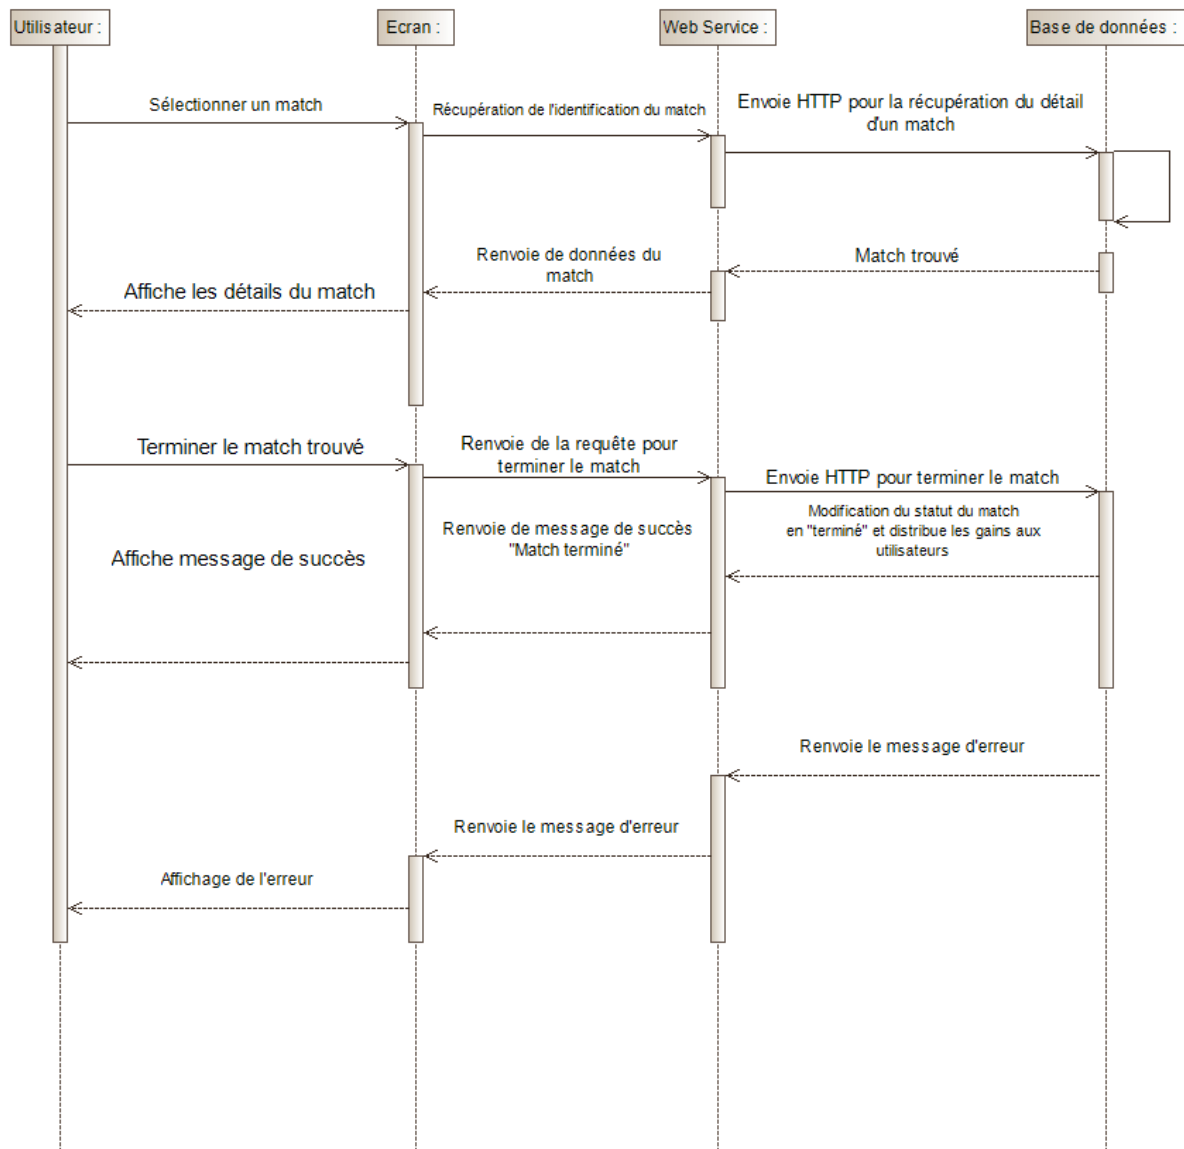 Utilisateur :
Ecran :
Web Service :
Base de données :
Sélectionner un match
Récupération de l'identification du match
Envoie HTTP pour la récupération du détail
d'un match
Renvoie de données du
match
Match trouvé
Affiche les détails du match
Terminer le match trouvé
Renvoie de la requête pour
terminer le match
Envoie HTTP pour terminer le match
Modification du statut du match
en "terminé" et distribue les gains aux
utilisateurs
Renvoie de message de succès
"Match terminé"
Affiche message de succès
Renvoie le message d'erreur
Renvoie le message d'erreur
Affichage de l'erreur